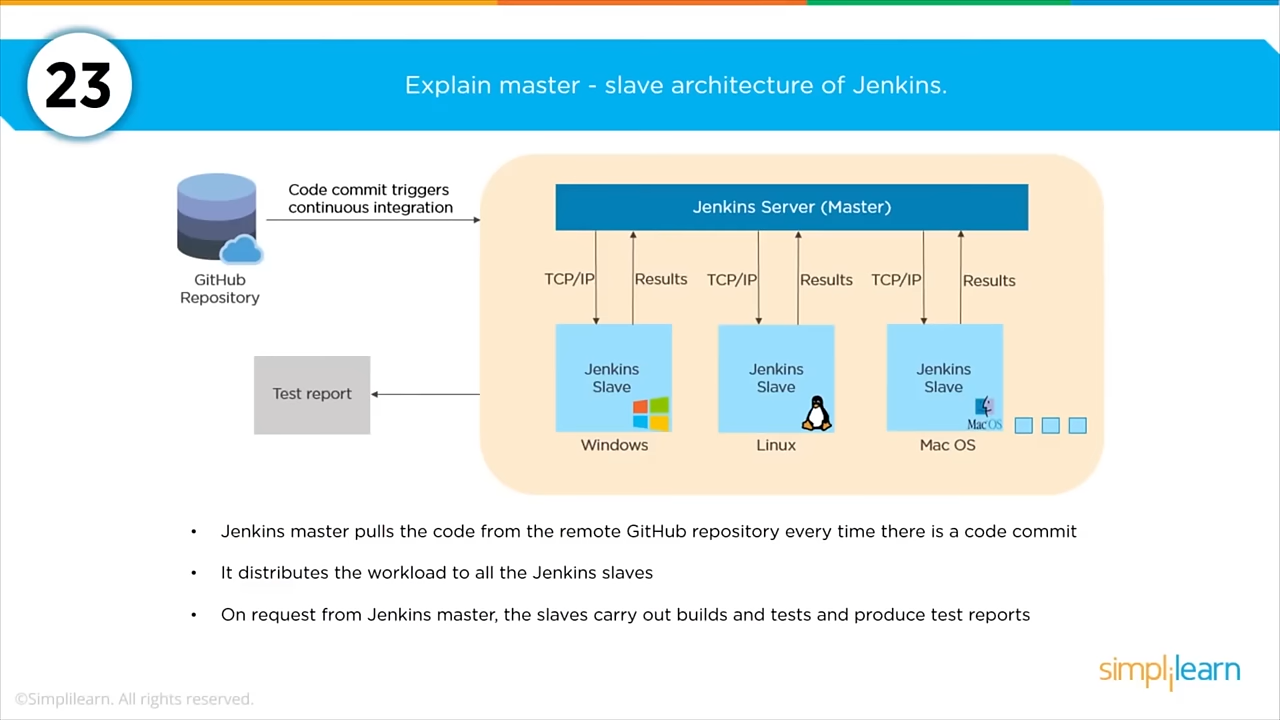 23
Explain master - slave architecture of Jenkins.
Code commit triggers
continuous integration
GitHub
Repository
Test report
Jenkins Server (Master)
TCP/IP
Results
TCP/IP
Results
TCP/IP
Results
Jenkins
Slave
Windows
Jenkins
Slave
Linux
Jenkins
Slave
Mac OS
Mac OS
• Jenkins master pulls the code from the remote GitHub repository every time there is a code commit
• It distributes the workload to all the Jenkins slaves
• On request from Jenkins master, the slaves carry out builds and tests and produce test reports
simplilearn
©Simplilearn. All rights reserved.